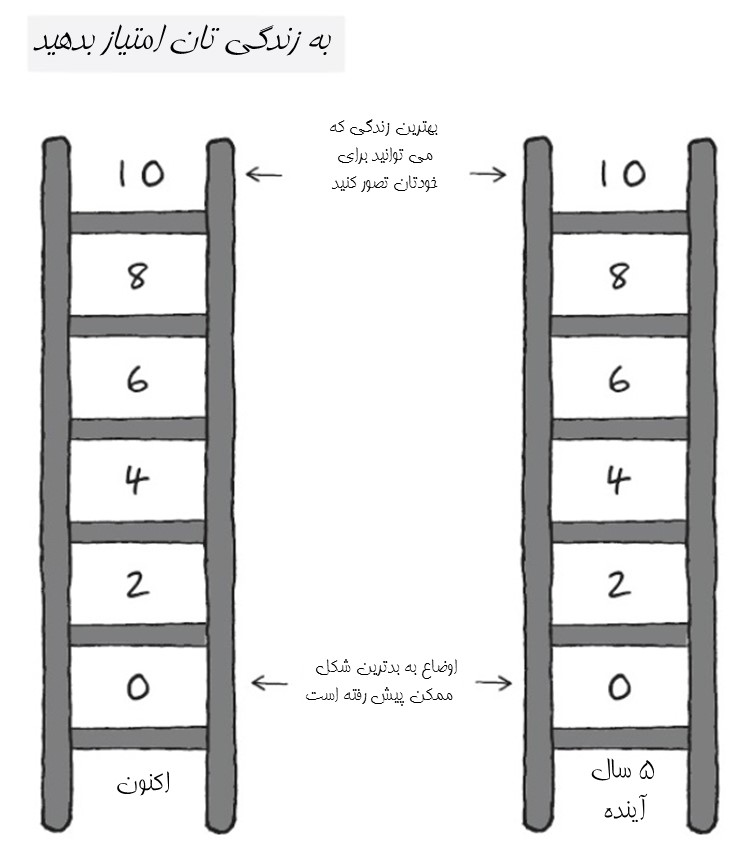 به زندگی تان امتیاز بدهید
بهترین زندگی که
می توانید برای
خودتان تصور کنید
10
8
6
4
2
0
اکنون
10
8
6
4
2
0
۵ سال
آینده
اوضاع به بدترین شکل
ممکن پیش رفته است